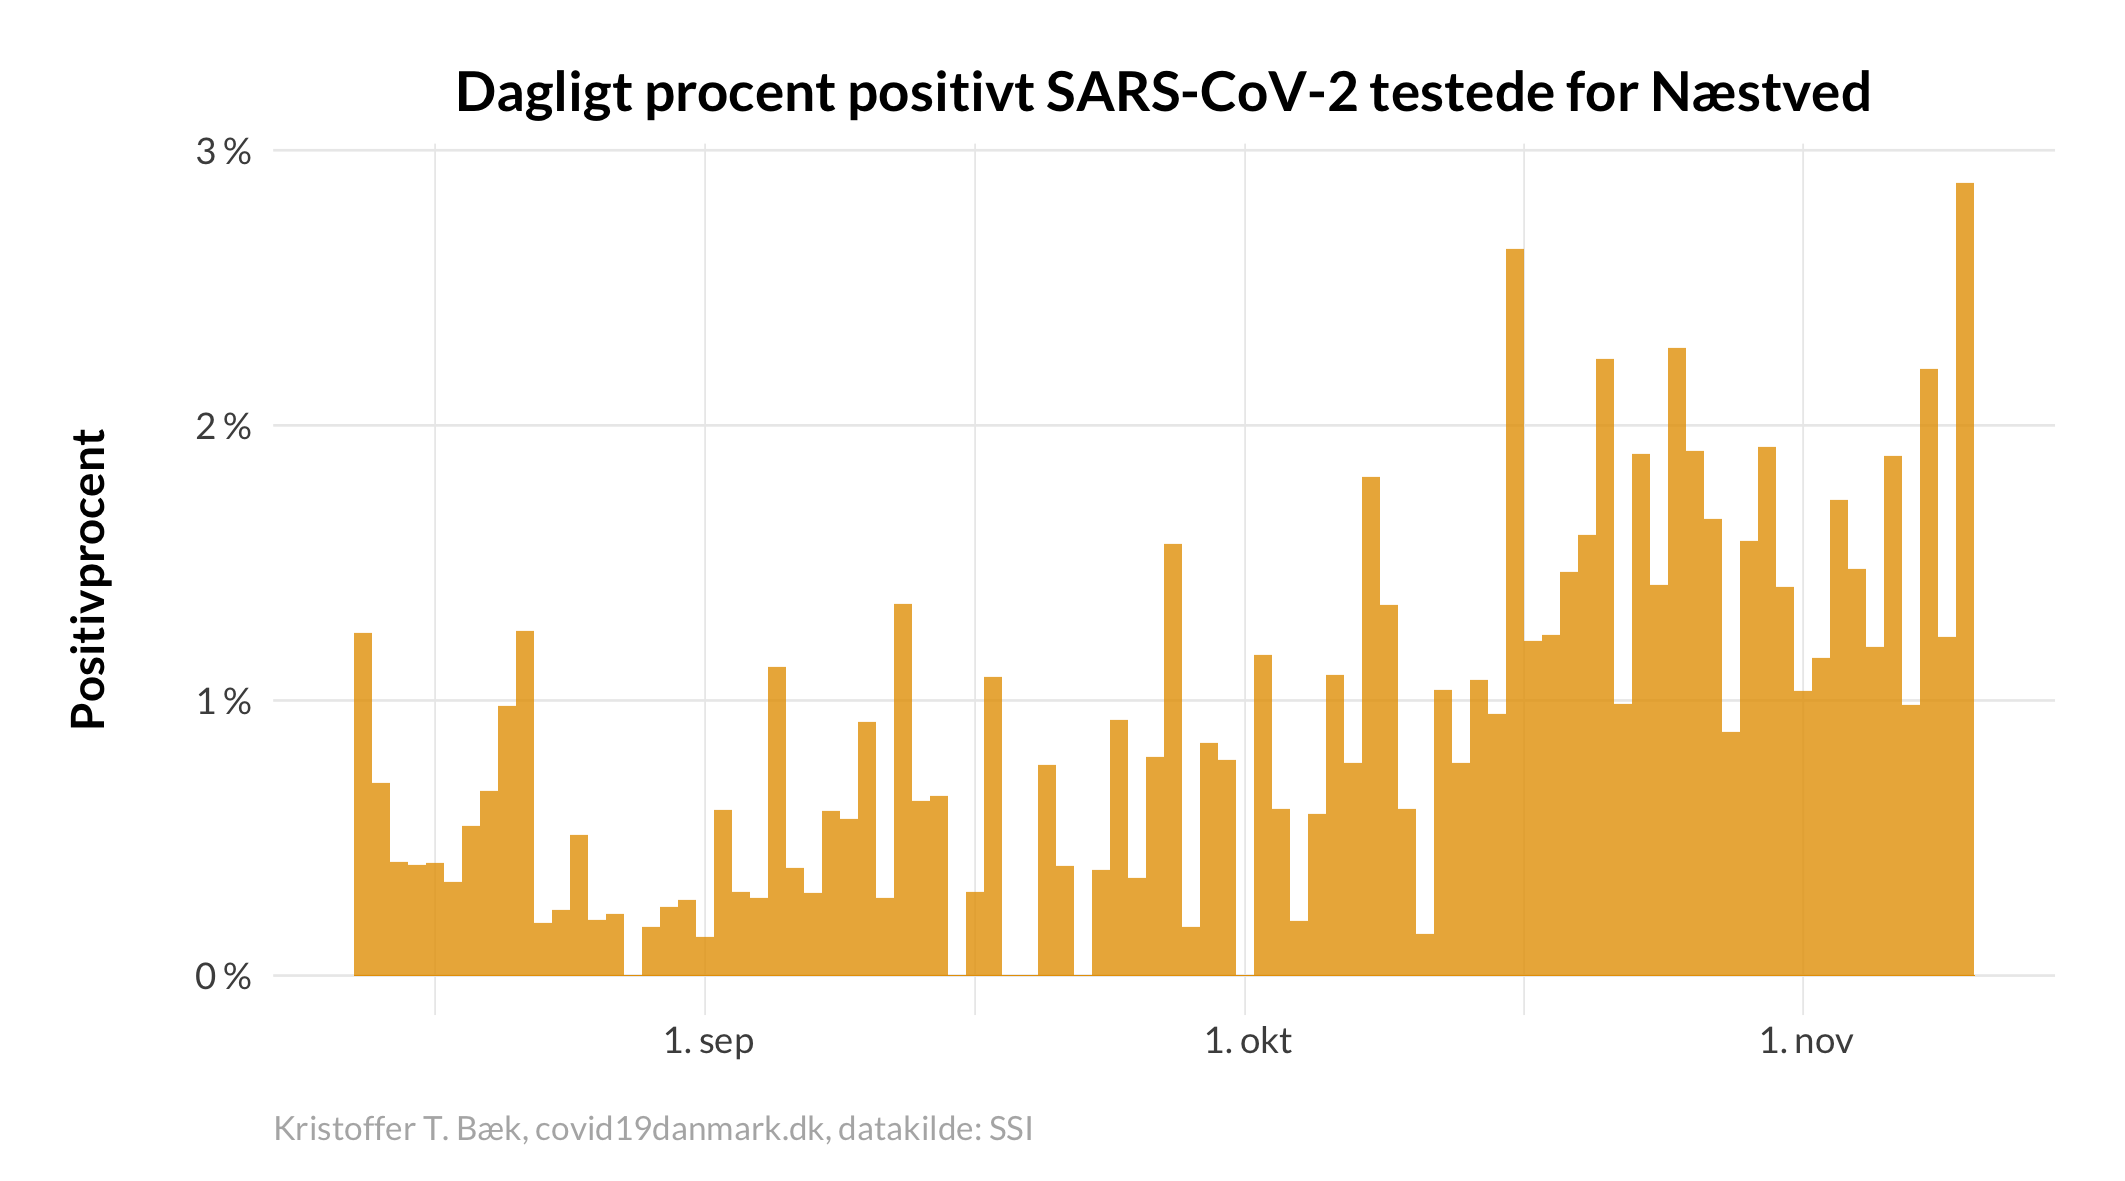 Dagligt procent positivt SARS-CoV-2 testede for Næstved
Positivprocent
3 %
2 %
1 %
0 %
1. sep
1. okt
1. nov
Kristoffer T. Bæk, covid19danmark.dk, datakilde: SSI